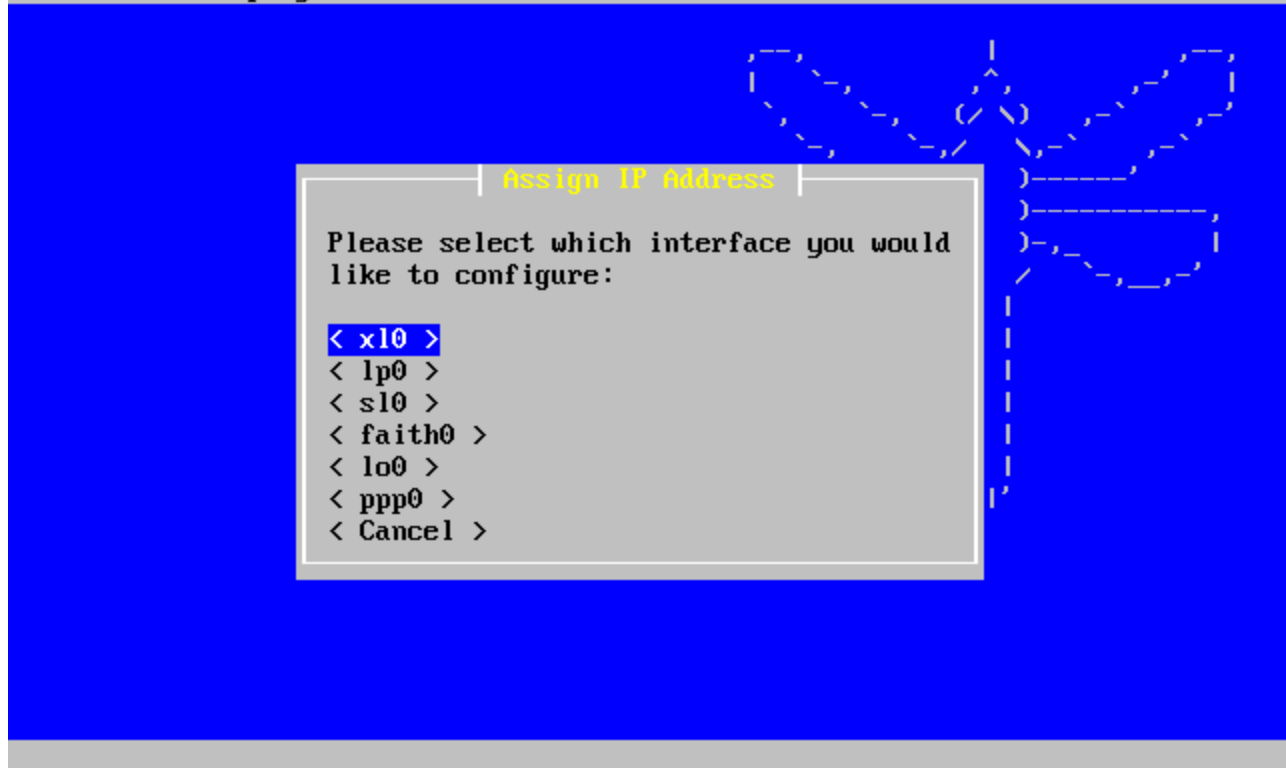 Assign IP Address
Please select which interface you would
like to configure:
< xl0 >
< lp0 >
< sl0 >
< faith0 >
< lo0 >
< ppp0 >
< Cancel >